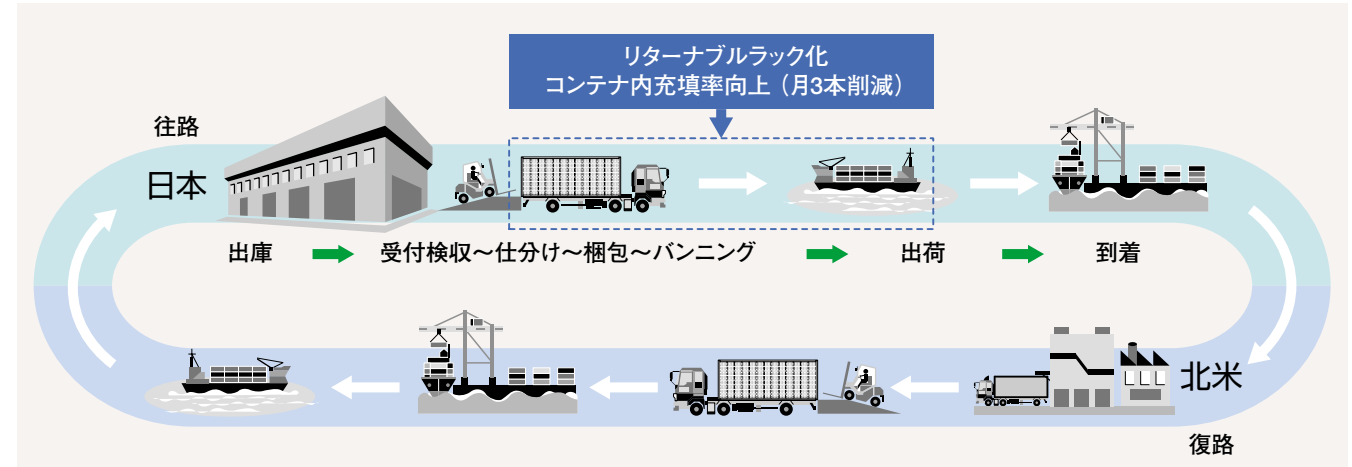 リターナブルラック化
コンテナ内充填率向上（月3本削減）
往路
日本
出庫
受付検収～仕分け～梱包～バンニング
出荷
到着
北米
復路